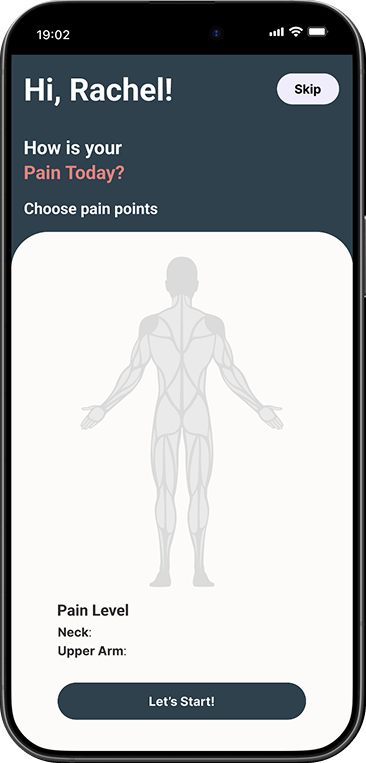 19:02
Hi, Rachel!
Skip
How is your
Pain Today?
Choose pain points
Pain Level
Neck:
Upper Arm:
Let's Start!